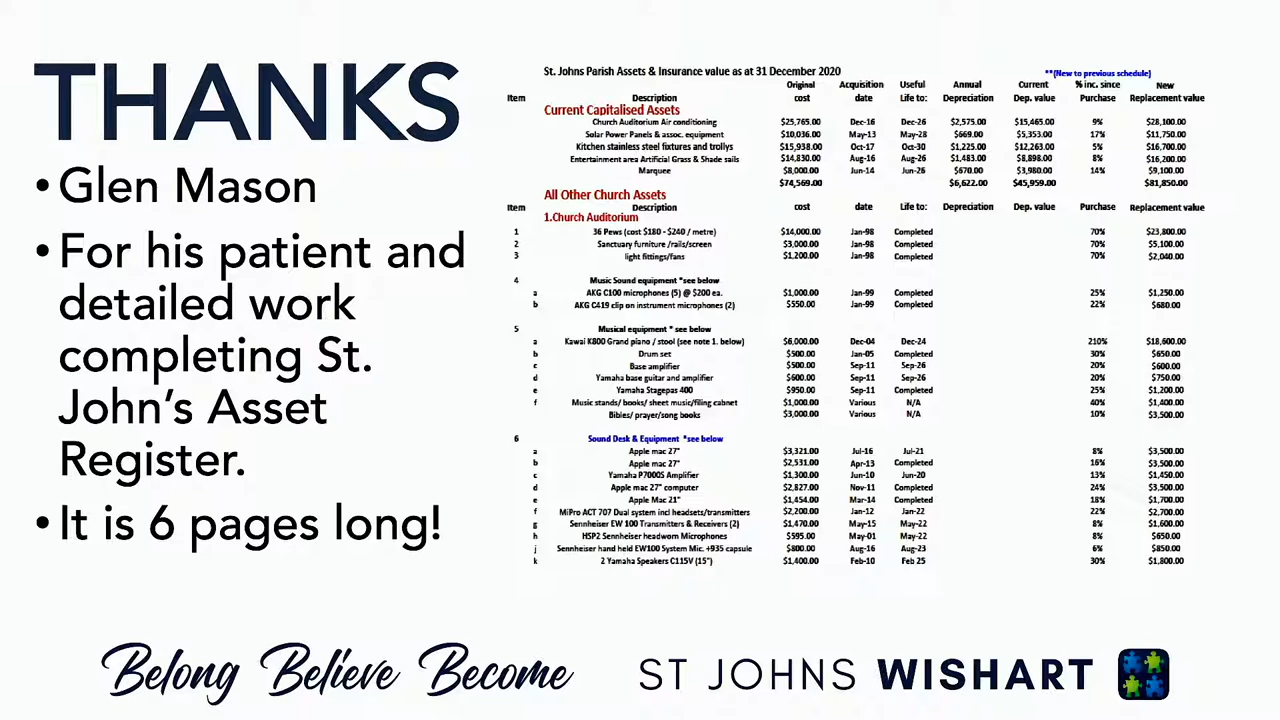 THANKS
• Glen Mason
• For his patient and
detailed work
completing St.
John's Asset
Register.
• It is 6 pages long!
St. Johns Parish Assets & Insurance value as at 31 December 2020
**(New to previous schedule)
Original Acquisition Useful Annual Current % inc. since New
Item Description cost date Life to: Depreciation Dep. value Purchase Replacement value
Current Capitalised Assets
Church Auditorium Air conditioning $25,765.00 Dec-16 Dec-26 $2,575.00 $15,465.00 9% $28,100.00
Solar Power Panels & assoc. equipment $10,036.00 May-13 May-28 $669.00 $5,353.00 17% $11,750.00
Kitchen stainless steel fixtures and trollys $15,938.00 Oct-17 Oct-30 $1,225.00 $12,263.00 5% $16,700.00
Entertainment area Artificial Grass & Shade sails $14,830.00 Aug-16 Aug-26 $1,483.00 $8,898.00 8% $16,200.00
Marquee $8,000.00 Jun-14 Jun-26 $670.00 $3,980.00 14% $9,100.00
$74,569.00 $6,622.00 $45,959.00 $81,850.00
All Other Church Assets
Item Description cost date Life to: Depreciation Dep. value Purchase Replacement value
1.Church Auditorium
1 36 Pews (cost $180 - $240 / metre) $14,000.00 Jan-98 Completed 70% $23,800.00
2 Sanctuary furniture /rails/screen $3,000.00 Jan-98 Completed 70% $5,100.00
3 light fittings/fans $1,200.00 Jan-98 Completed 70% $2,040.00
4 Music Sound equipment *see below
a AKG C100 microphones (5) @ $200 ea. $1,000.00 Jan-99 Completed 25% $1,250.00
b AKG C419 clip on instrument microphones (2) $550.00 Jan-99 Completed 22% $680.00
5 Musical equipment * see below
a Kawai K800 Grand piano / stool (see note 1. below) $6,000.00 Dec-04 Dec-24 210% $18,600.00
b Drum set $500.00 Jan-05 Completed 30% $650.00
c Base amplifier $500.00 Sep-11 Sep-26 20% $600.00
d Yamaha base guitar and amplifier $600.00 Sep-11 Sep-26 20% $750.00
e Yamaha Stagepas 400 $950.00 Sep-11 Completed 25% $1,200.00
f Music stands/ books/ sheet music/filing cabnet $1,000.00 Various N/A 40% $1,400.00
Bibles/ prayer/song books $3,000.00 Various N/A 10% $3,500.00
6 Sound Desk & Equipment *see below
a Apple mac 27" $3,321.00 Jul-16 Jul-21 8% $3,500.00
b Apple mac 27" $2,531.00 Apr-13 Completed 16% $3,500.00
c Yamaha P7000S Amplifier $1,300.00 Jun-10 Jun-20 13% $1,450.00
d Apple mac 27" computer $2,827.00 Nov-11 Completed 24% $3,500.00
e Apple Mac 21" $1,454.00 Mar-14 Completed 18% $1,700.00
f MiPro ACT 707 Dual system incl headsets/transmitters $2,200.00 Jan-12 Jan-22 22% $2,700.00
g Sennheiser EW 100 Transmitters & Receivers (2) $1,470.00 May-15 May-22 8% $1,600.00
h HSP2 Sennheiser headworn Microphones $595.00 May-01 May-22 8% $650.00
j Sennheiser hand held EW100 System Mic. +935 capsule $800.00 Aug-16 Aug-23 6% $850.00
k 2 Yamaha Speakers C115V (15") $1,400.00 Feb-10 Feb 25 30% $1,800.00
Belong Believe Become
ST JOHNS WISHART